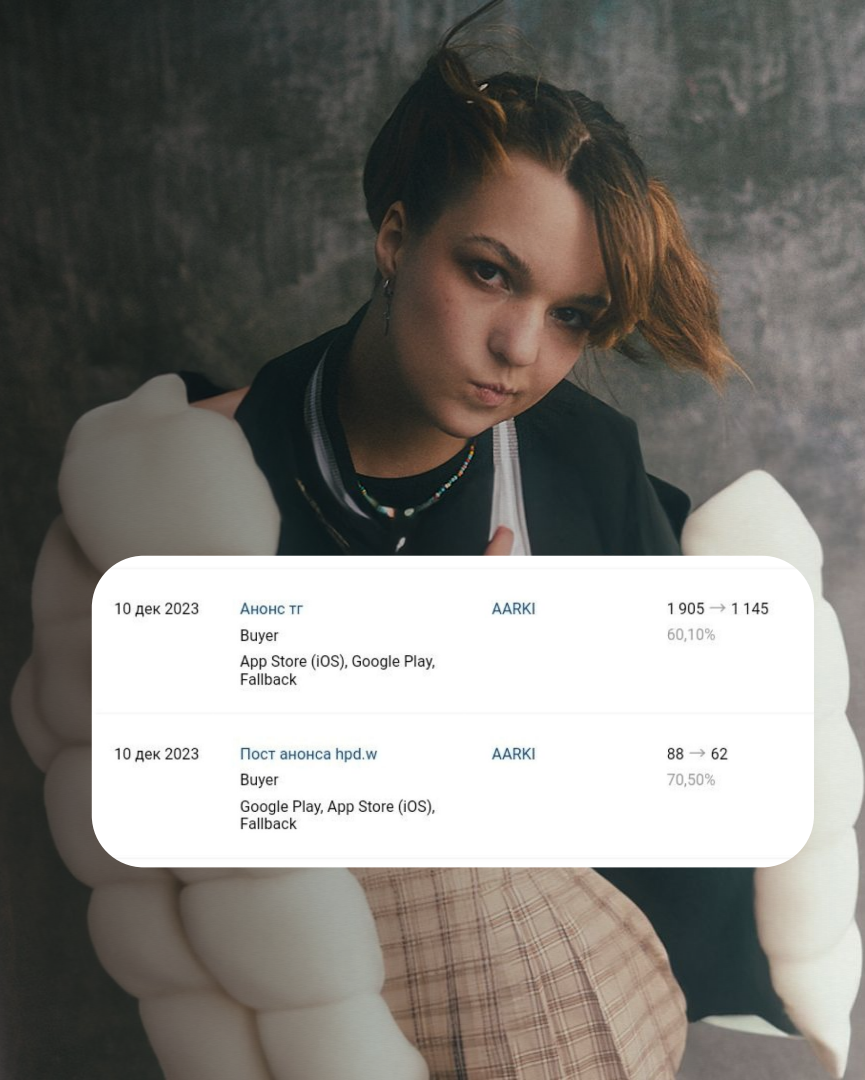 10 дек 2023 Анонс тг AARKI 1 905 → 1 145
Buyer 60,10%
App Store (iOS), Google Play,
Fallback
10 дек 2023 Пост анонса hpd.w AARKI 88 → 62
Buyer 70,50%
Google Play, App Store (iOS),
Fallback